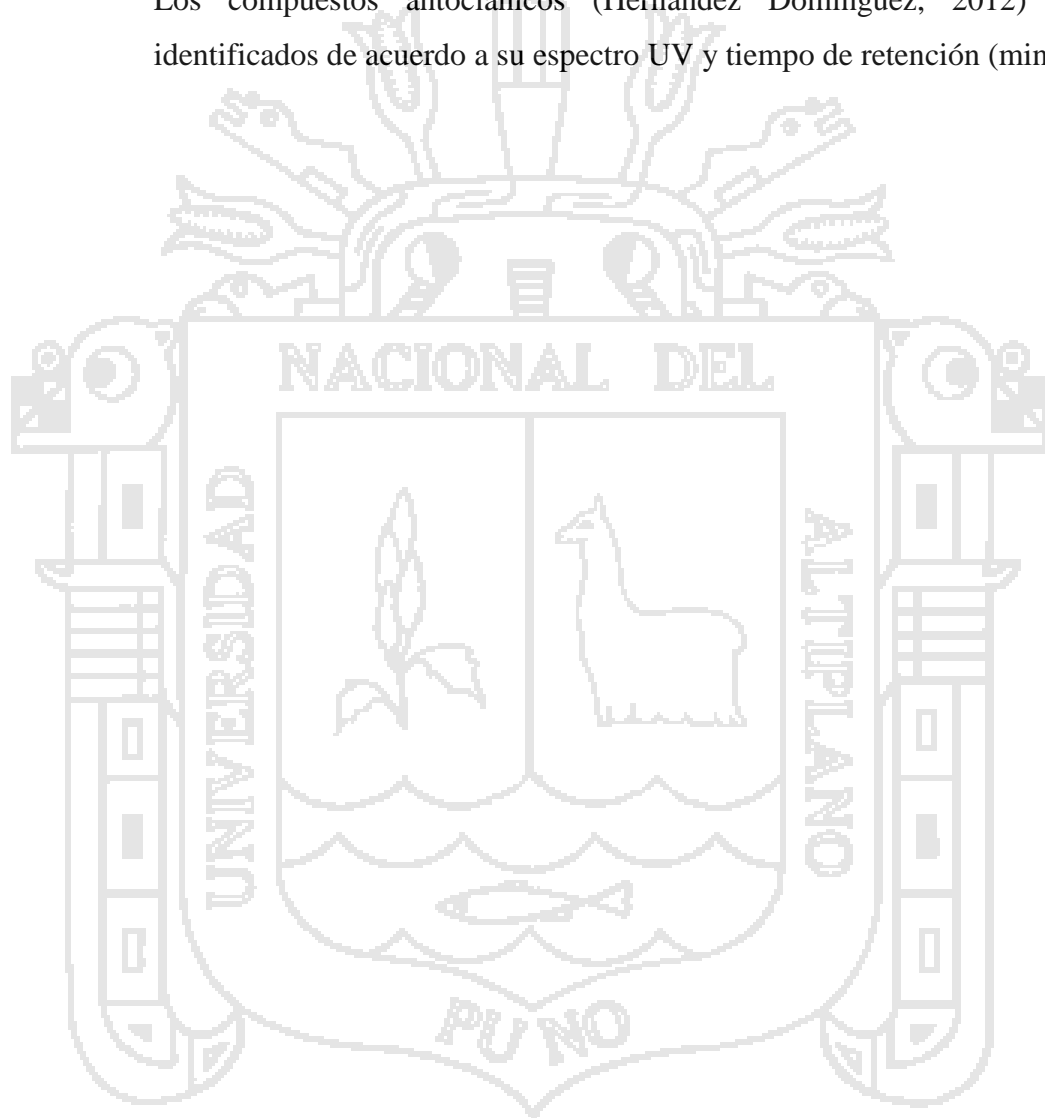 Los compuestos antociánicos (Hernández Domínguez, 2012)
identificados de acuerdo a su espectro UV y tiempo de retención (min
NACIONAL DEL
UNIVERSIDAD
ALTIPLANO
PUNO